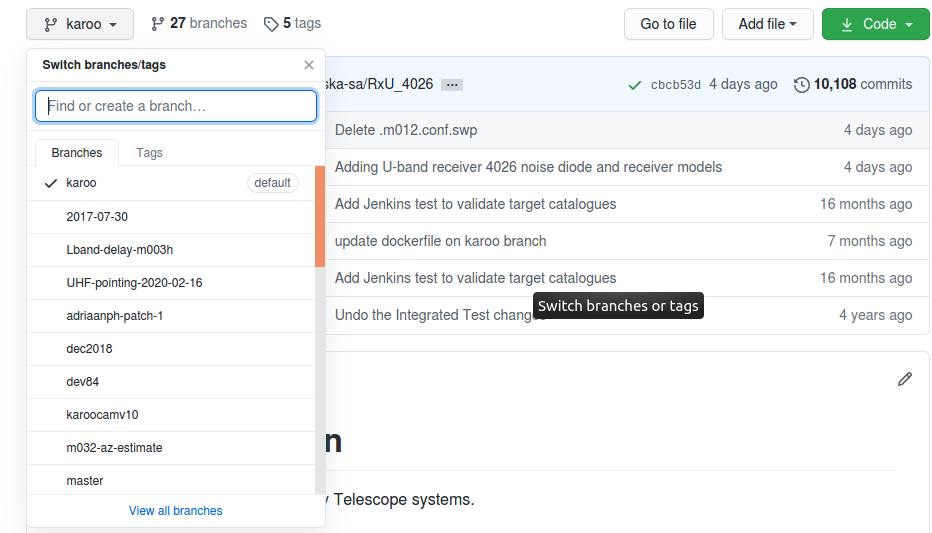 karoo 27 branches 5 tags Go to file Add file Code
Switch branches/tags
ska-sa/RxU_4026 ... cbcb53d 4 days ago 10,108 commits
Find or create a branch…
Delete .m012.conf.swp 4 days ago
Branches Tags
Adding U-band receiver 4026 noise diode and receiver models 4 days ago
karoo default
Add Jenkins test to validate target catalogues 16 months ago
2017-07-30
update dockerfile on karoo branch 7 months ago
Lband-delay-m003h
Add Jenkins test to validate target catalogues 16 months ago
UHF-pointing-2020-02-16
Switch branches or tags
adriaanph-patch-1
Undo the Integrated Test change 4 years ago
dec2018
dev84
karoocamv10
n
m032-az-estimate
master
y Telescope systems.
View all branches